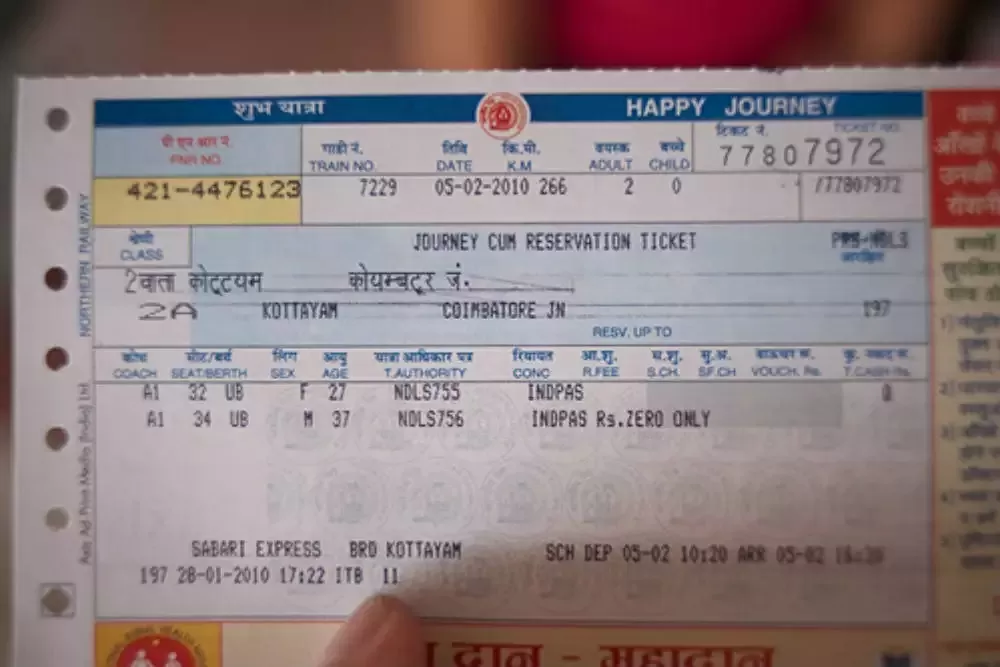 शुभ यात्रा HAPPY JOURNEY
पी एन आर नं. गाड़ी नं. तिथि कि.मी. वयस्क बच्चे टिकट नं. TICKET NO.
PNR NO TRAIN NO DATE K.M ADULT CHILD 77807972
421-4476123 7229 05-02-2010 266 2 0 /77807972
श्रेणी JOURNEY CUM RESERVATION TICKET
CLASS
2वाता कोट्टयम कोयम्बटूर जं.
2A KOTTAYAM COIMBATORE JN 197
RESV. UP TO
कोच सीट/बर्थ लिंग आयु यात्रा अधिकार पत्र रियायत आ.शु. स.शु. सु.अ. वाऊचर रू.
COACH SEAT/BERTH SEX AGE T.AUTHORITY CONC R.FEE S.CH. SF.CH VOUCH. Rs. T.CASH Rs.
A1 32 UB F 27 NDLS755 INDPAS 0
A1 34 UB M 37 NDLS756 INDPAS Rs.ZERO ONLY
SABARI EXPRESS BRD KOTTAYAM SCH DEP 05-02 10:20 ARR 05-02
197 28-01-2010 17:22 ITB 11
दान - महादान
NORTHERN RAILWAY